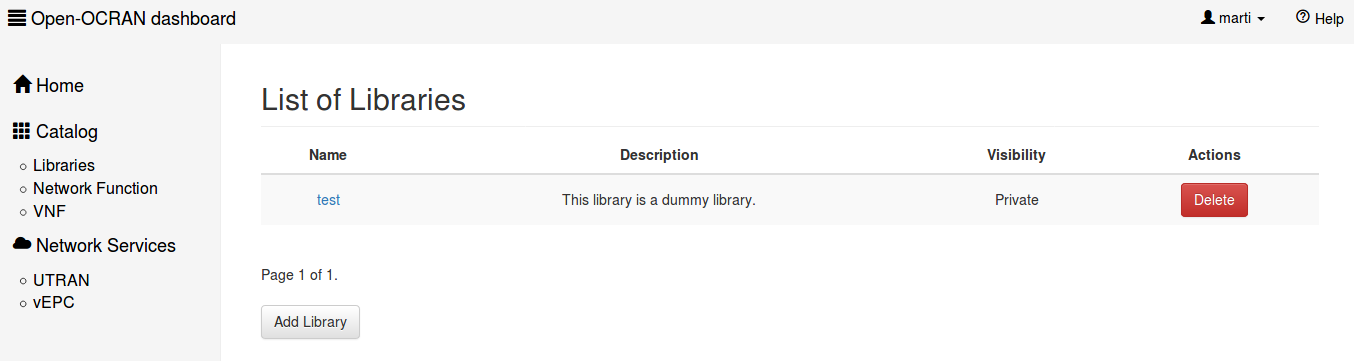 Open-OCRAN dashboard
marti
Help
Home
Catalog
Libraries
Network Function
VNF
Network Services
UTRAN
vEPC
List of Libraries
Name Description Visibility Actions
test This library is a dummy library. Private Delete
Page 1 of 1.
Add Library